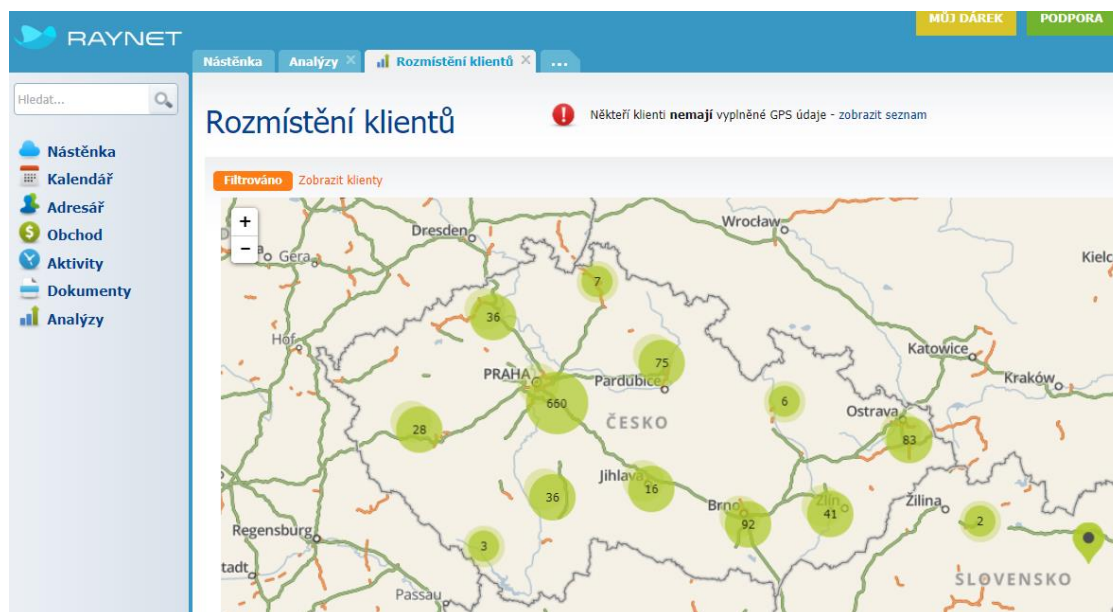 MŮJ DÁREK
PODPORA
RAYNET
Nástěnka
Analýzy
Rozmístění klientů
...
Hledat...
Nástěnka
Kalendář
Adresář
Obchod
Aktivity
Dokumenty
Analýzy
Rozmístění klientů
Někteří klienti nemají vyplněné GPS údaje - zobrazit seznam
Filtrováno Zobrazit klienty
+
−
Dresden
Wrocław
Gera
Kielc
7
36
Hof
Katowice
75
PRAHA
Pardubice
Kraków
660
6
ČESKO
Ostrava
28
83
Jihlava
16
36
Brno
92
Zlín
41
Žilina
2
Regensburg
3
tadt
SLOVENSKO
Passau